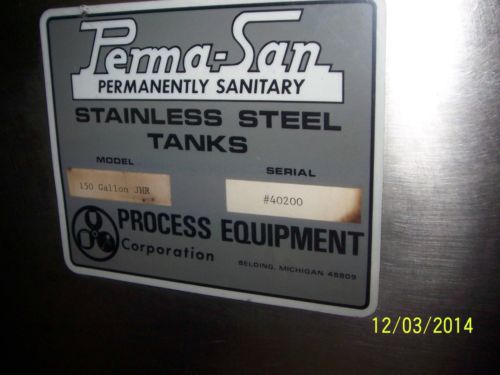 Perma-San
PERMANENTLY SANITARY
STAINLESS STEEL
TANKS
MODEL SERIAL
150 Gallon JHR #40200
PROCESS EQUIPMENT
Corporation
BELDING, MICHIGAN 48809
12/03/2014